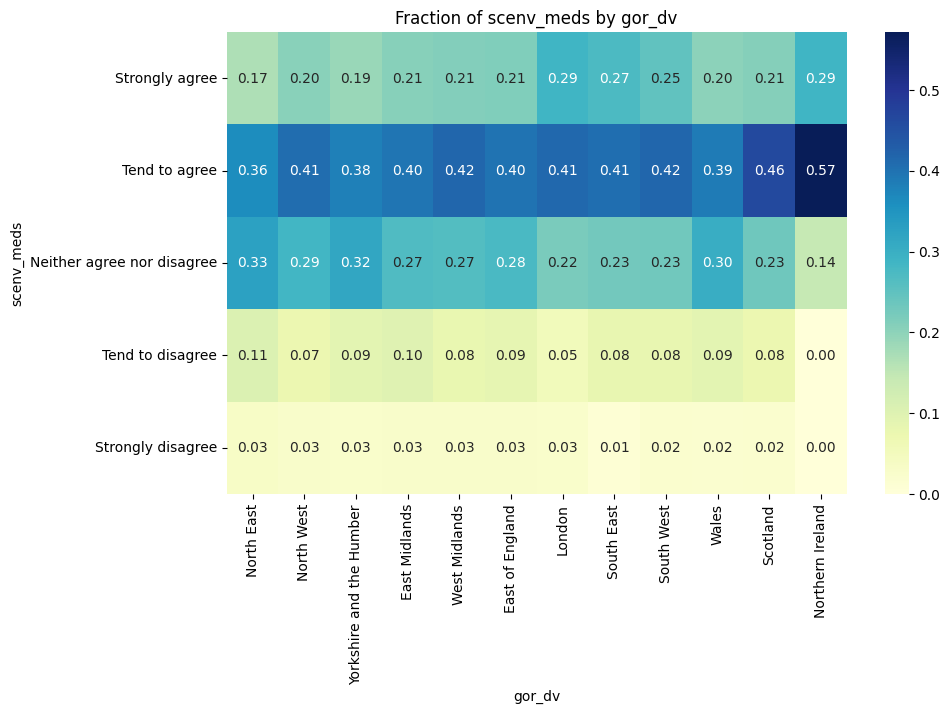 Fraction of scenv_meds by gor_dv
scenv_meds
Strongly agree 0.17 0.20 0.19 0.21 0.21 0.21 0.29 0.27 0.25 0.20 0.21 0.29
Tend to agree 0.36 0.41 0.38 0.40 0.42 0.40 0.41 0.41 0.42 0.39 0.46 0.57
Neither agree nor disagree 0.33 0.29 0.32 0.27 0.27 0.28 0.22 0.23 0.23 0.30 0.23 0.14
Tend to disagree 0.11 0.07 0.09 0.10 0.08 0.09 0.05 0.08 0.08 0.09 0.08 0.00
Strongly disagree 0.03 0.03 0.03 0.03 0.03 0.03 0.03 0.01 0.02 0.02 0.02 0.00
North East
North West
Yorkshire and the Humber
East Midlands
West Midlands
East of England
London
South East
South West
Wales
Scotland
Northern Ireland
gor_dv
0.5
0.4
0.3
0.2
0.1
0.0